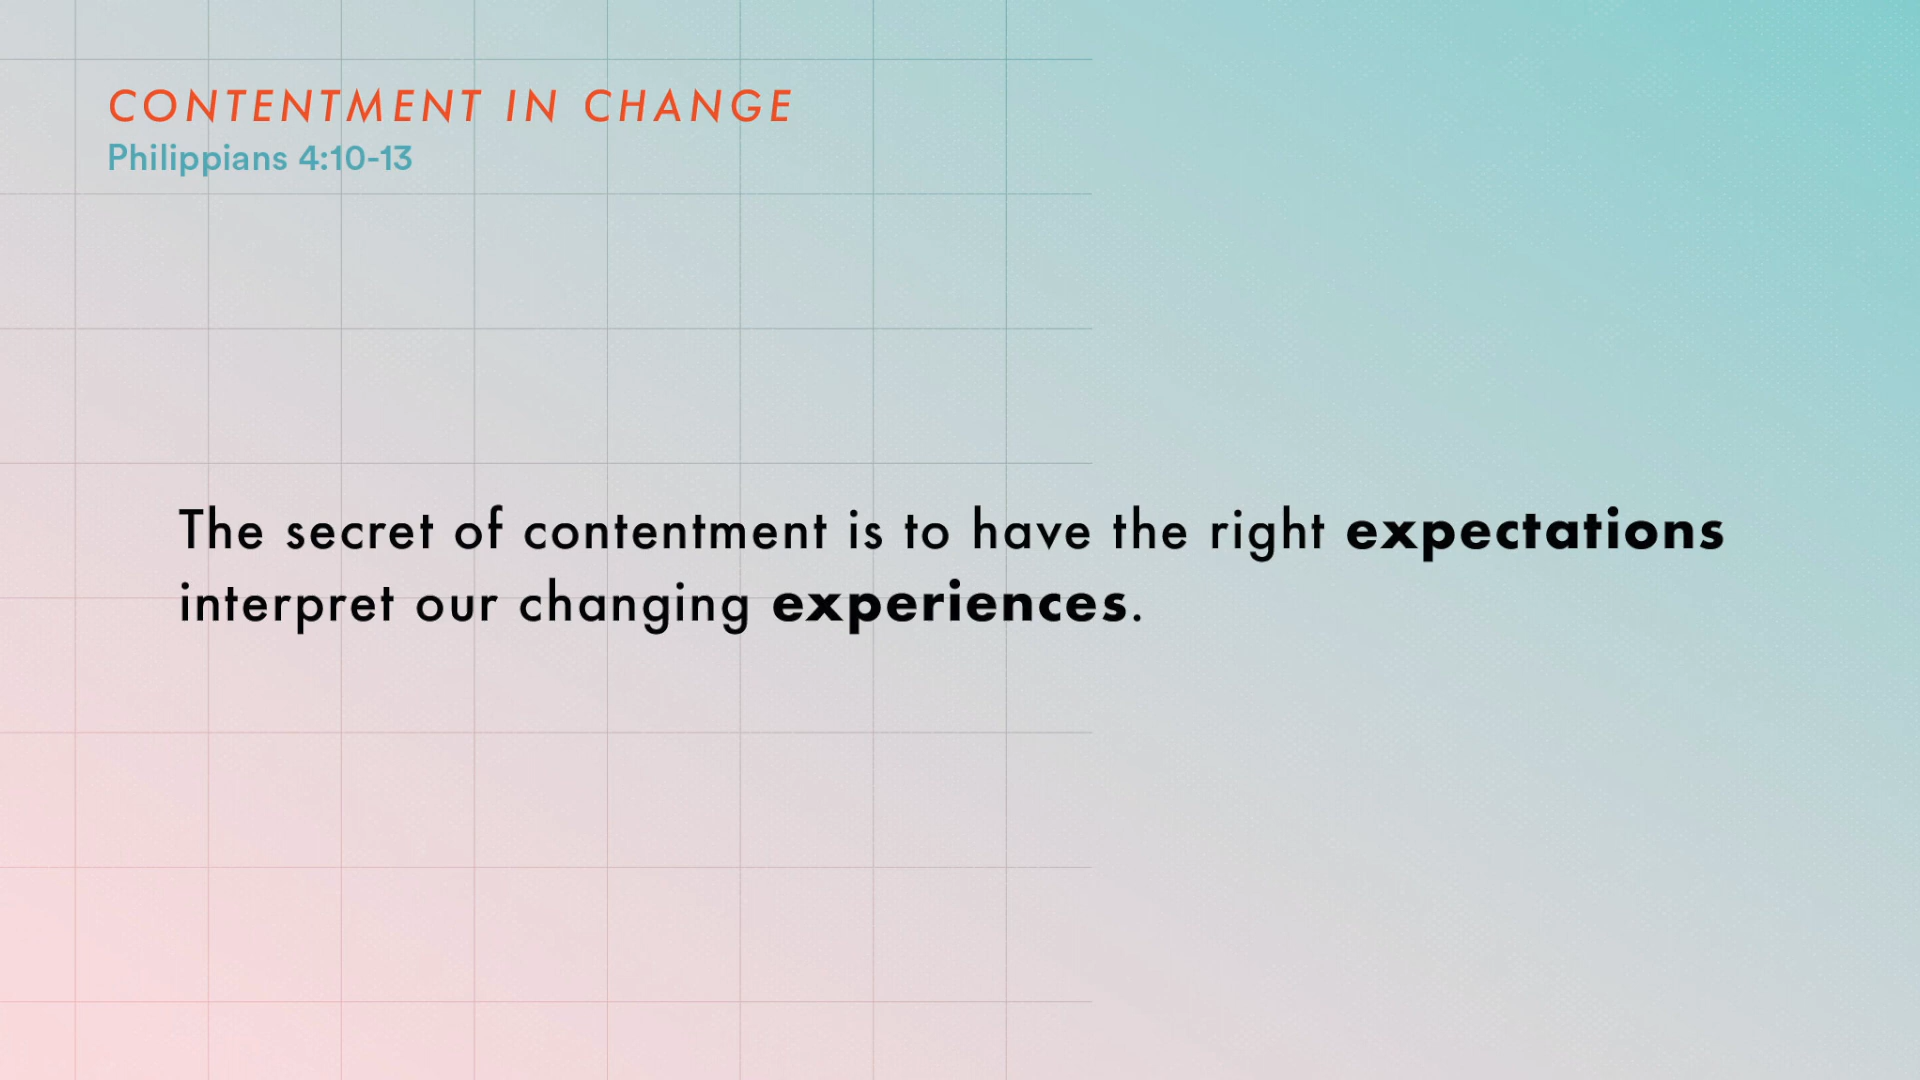 CONTENTMENT IN CHANGE
Philippians 4:10-13
The secret of contentment is to have the right expectations
interpret our changing experiences.